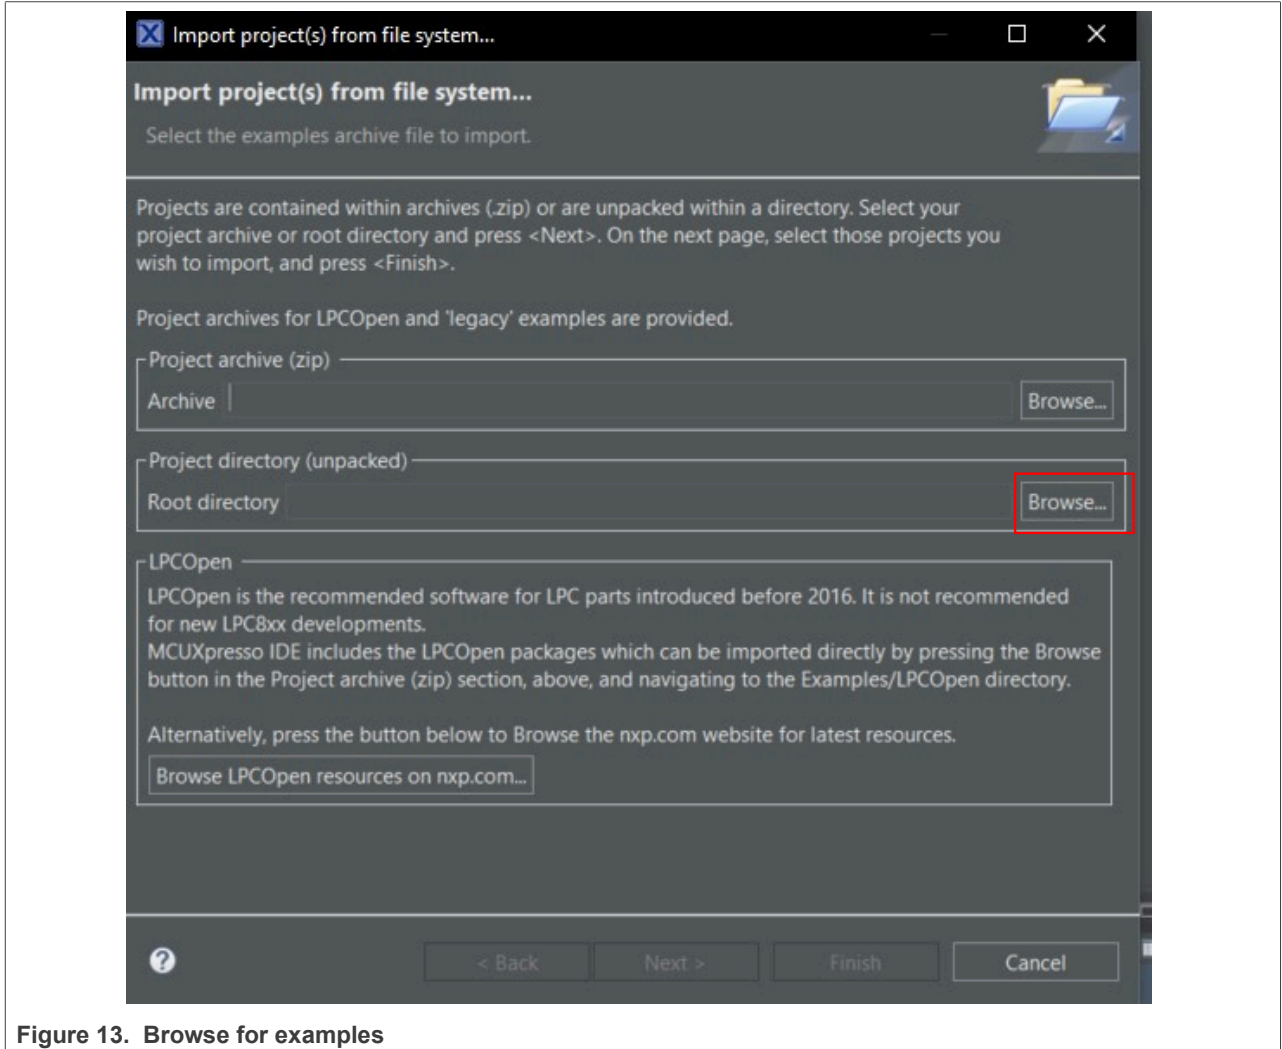 Import project(s) from file system...
Import project(s) from file system...
Select the examples archive file to import.
Projects are contained within archives (.zip) or are unpacked within a directory. Select your
project archive or root directory and press <Next>. On the next page, select those projects you
wish to import, and press <Finish>.
Project archives for LPCOpen and 'legacy' examples are provided.
Project archive (zip)
Archive Browse...
Project directory (unpacked)
Root directory Browse...
LPCOpen
LPCOpen is the recommended software for LPC parts introduced before 2016. It is not recommended
for new LPC8xx developments.
MCUXpresso IDE includes the LPCOpen packages which can be imported directly by pressing the Browse
button in the Project archive (zip) section, above, and navigating to the Examples/LPCOpen directory.
Alternatively, press the button below to Browse the nxp.com website for latest resources.
Browse LPCOpen resources on nxp.com...
? < Back Next > Finish Cancel
Figure 13. Browse for examples